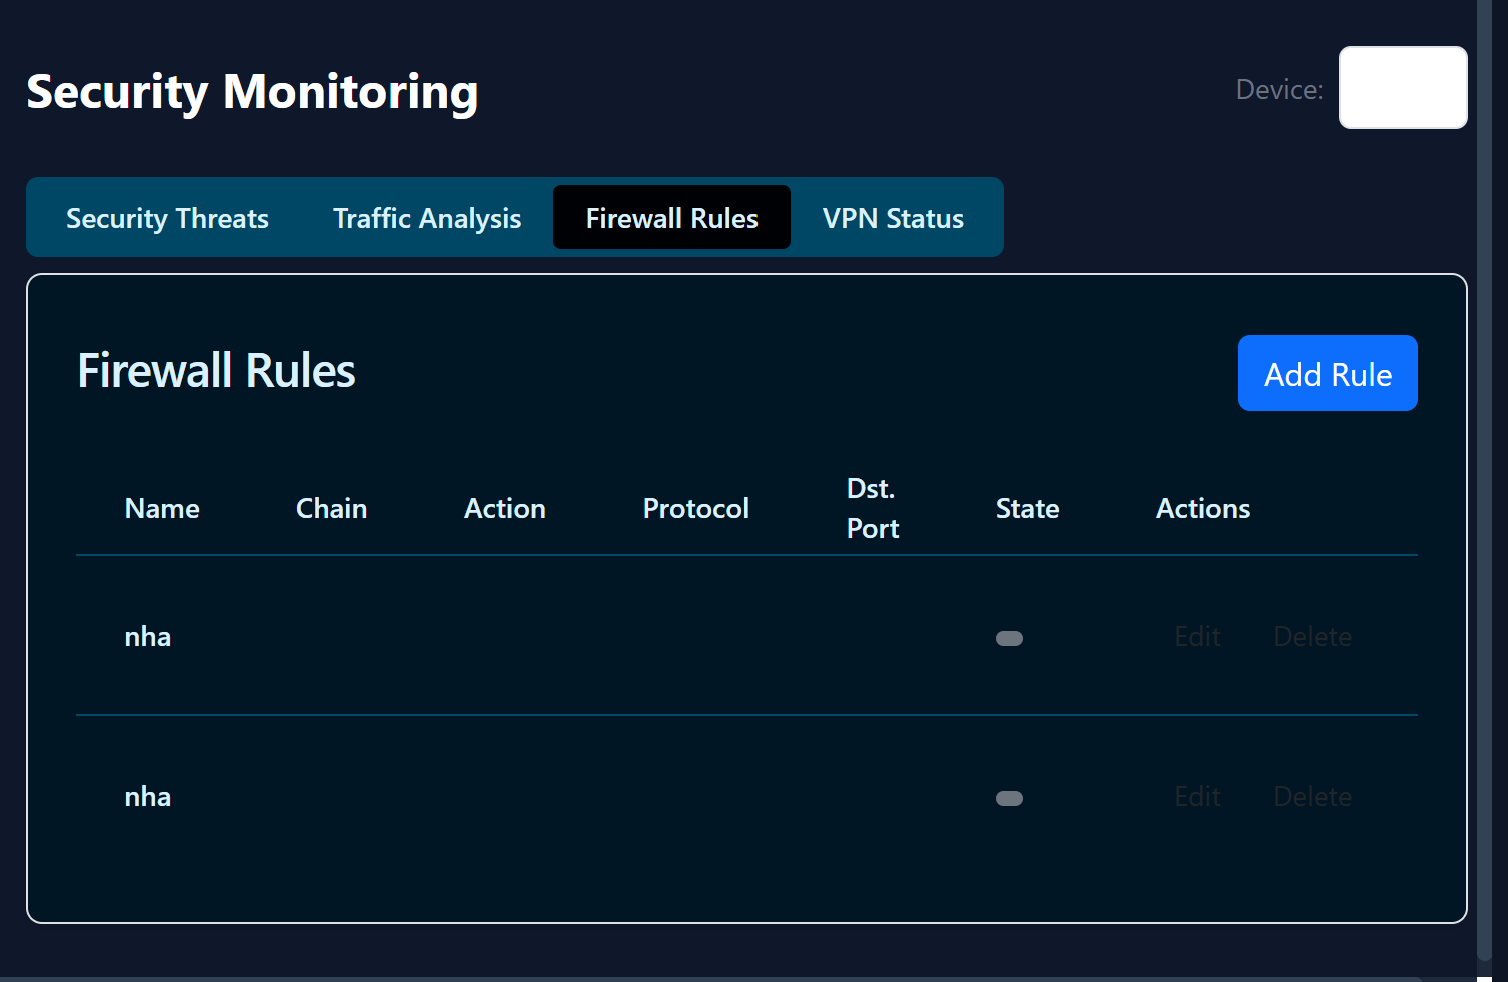 Security Monitoring
Device:
Security Threats Traffic Analysis Firewall Rules VPN Status
Firewall Rules
Add Rule
Name Chain Action Protocol Dst. Port State Actions
nha Edit Delete
nha Edit Delete